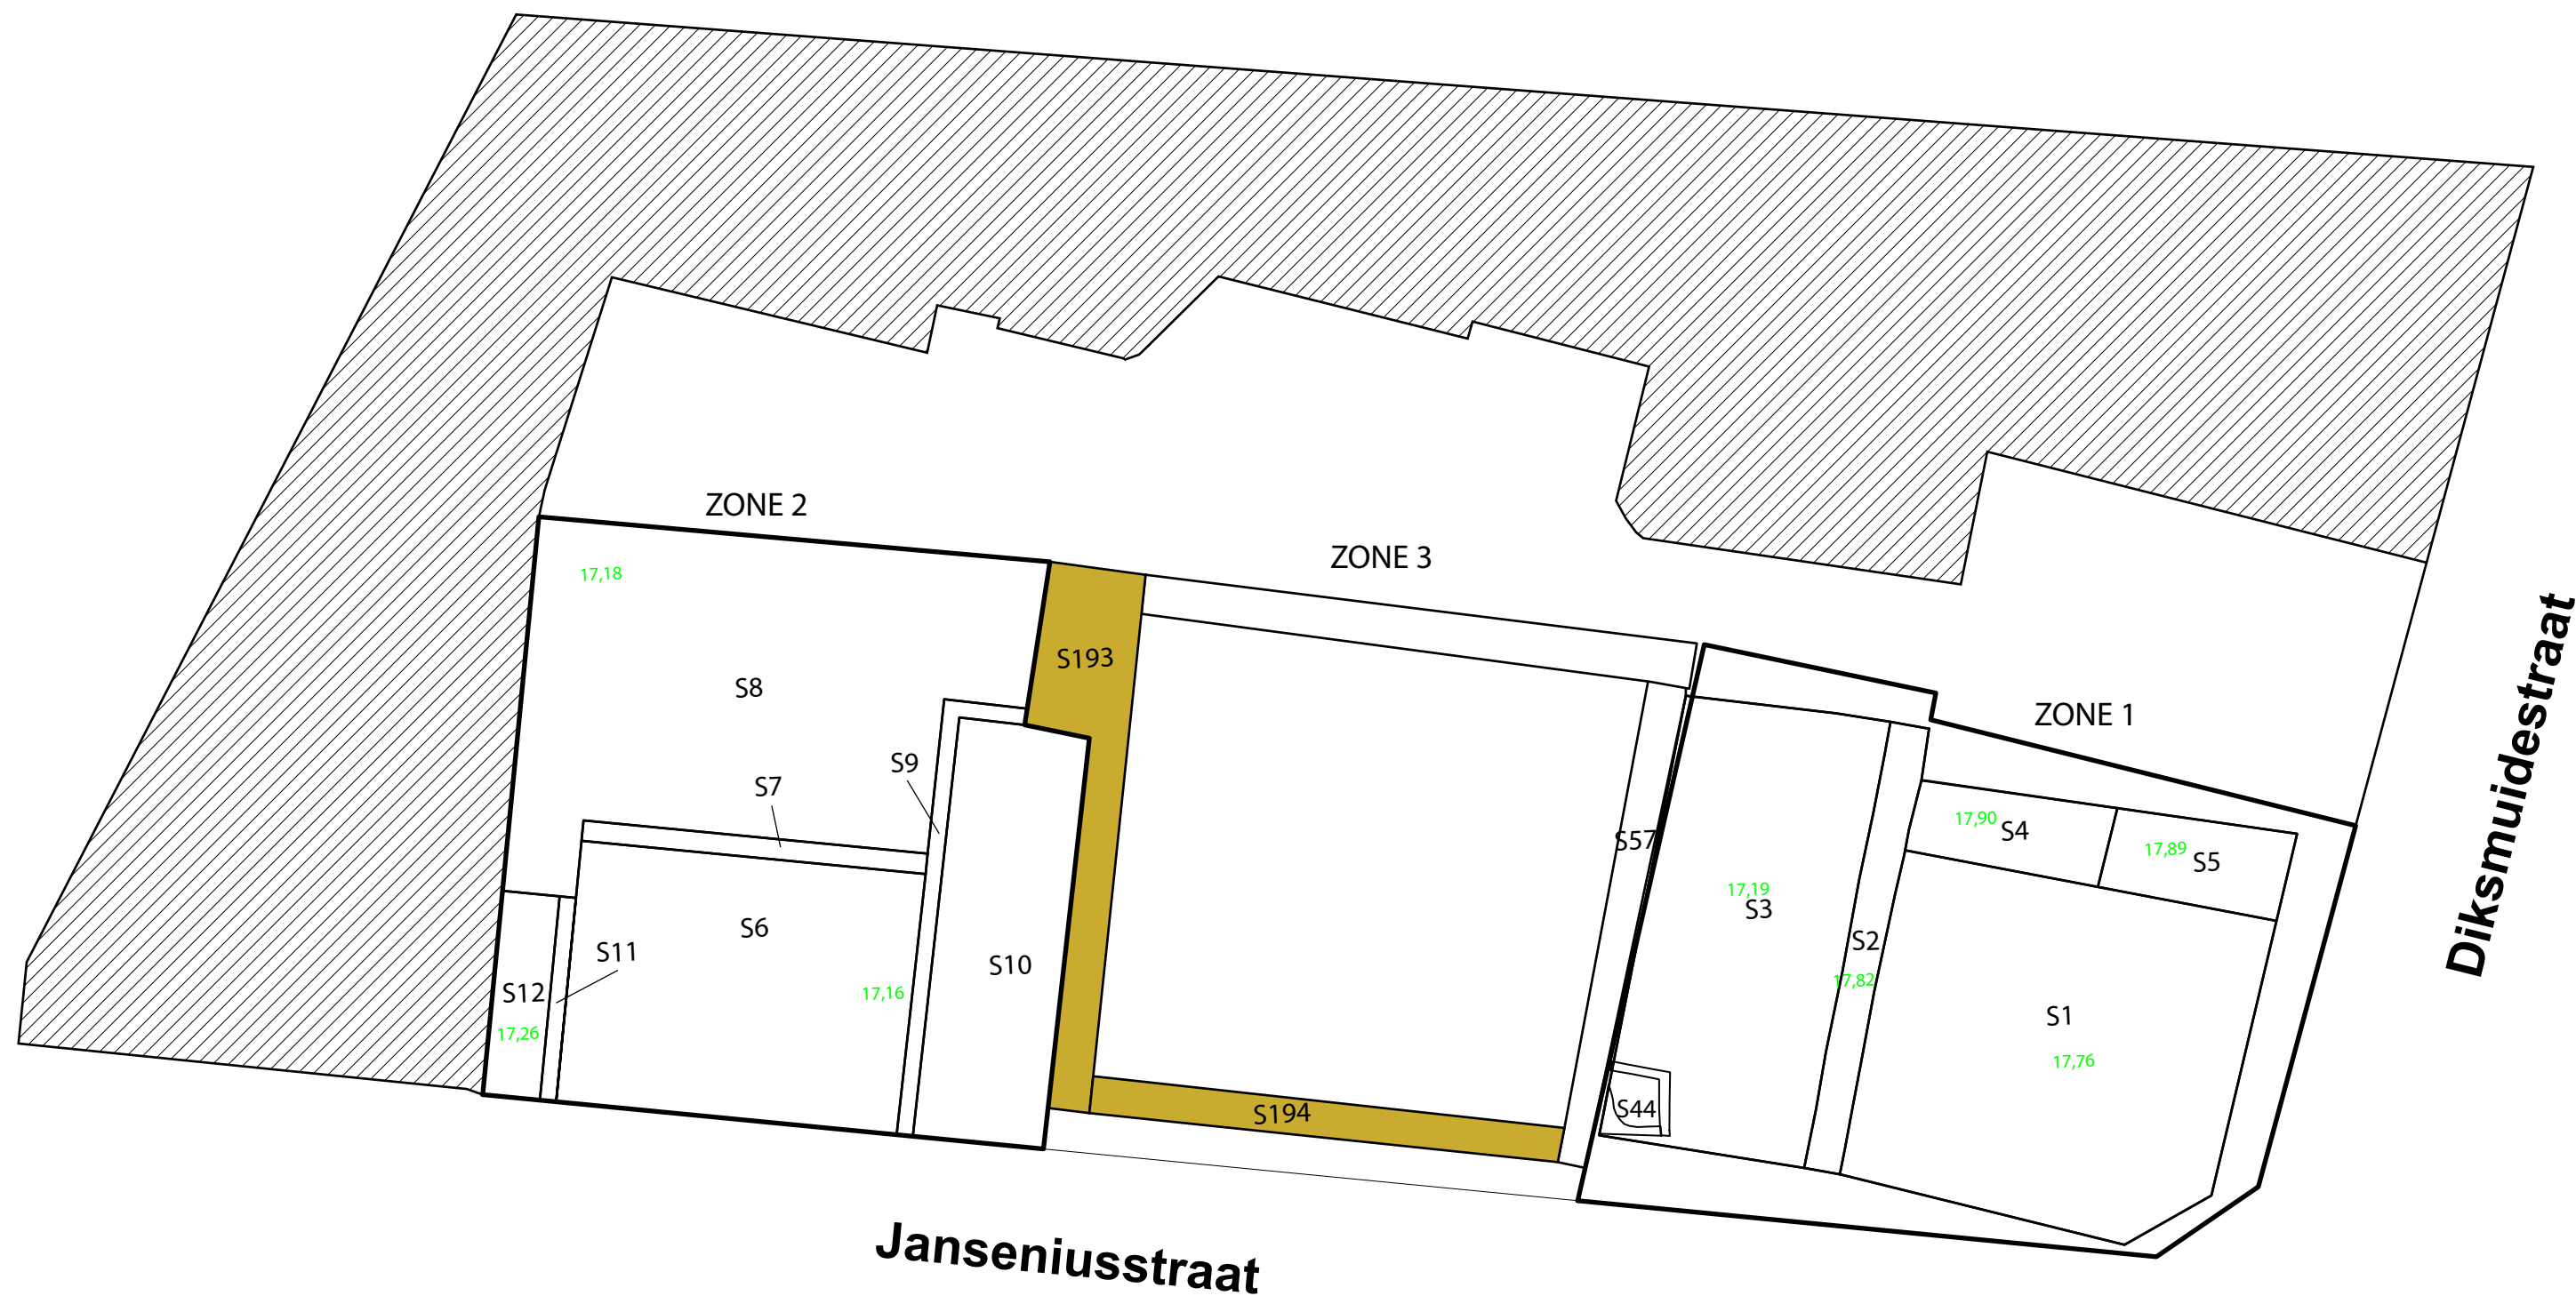 ZONE 2
ZONE 3
17,18
Diksmuidestraat
S193
S8
ZONE 1
S9
S7
17,90
S4
S57
17,89
S5
17,19
S3
S6
S2
S11
S10
17,82
S12
17,16
S1
17,26
17,76
S44
S194
Janseniusstraat